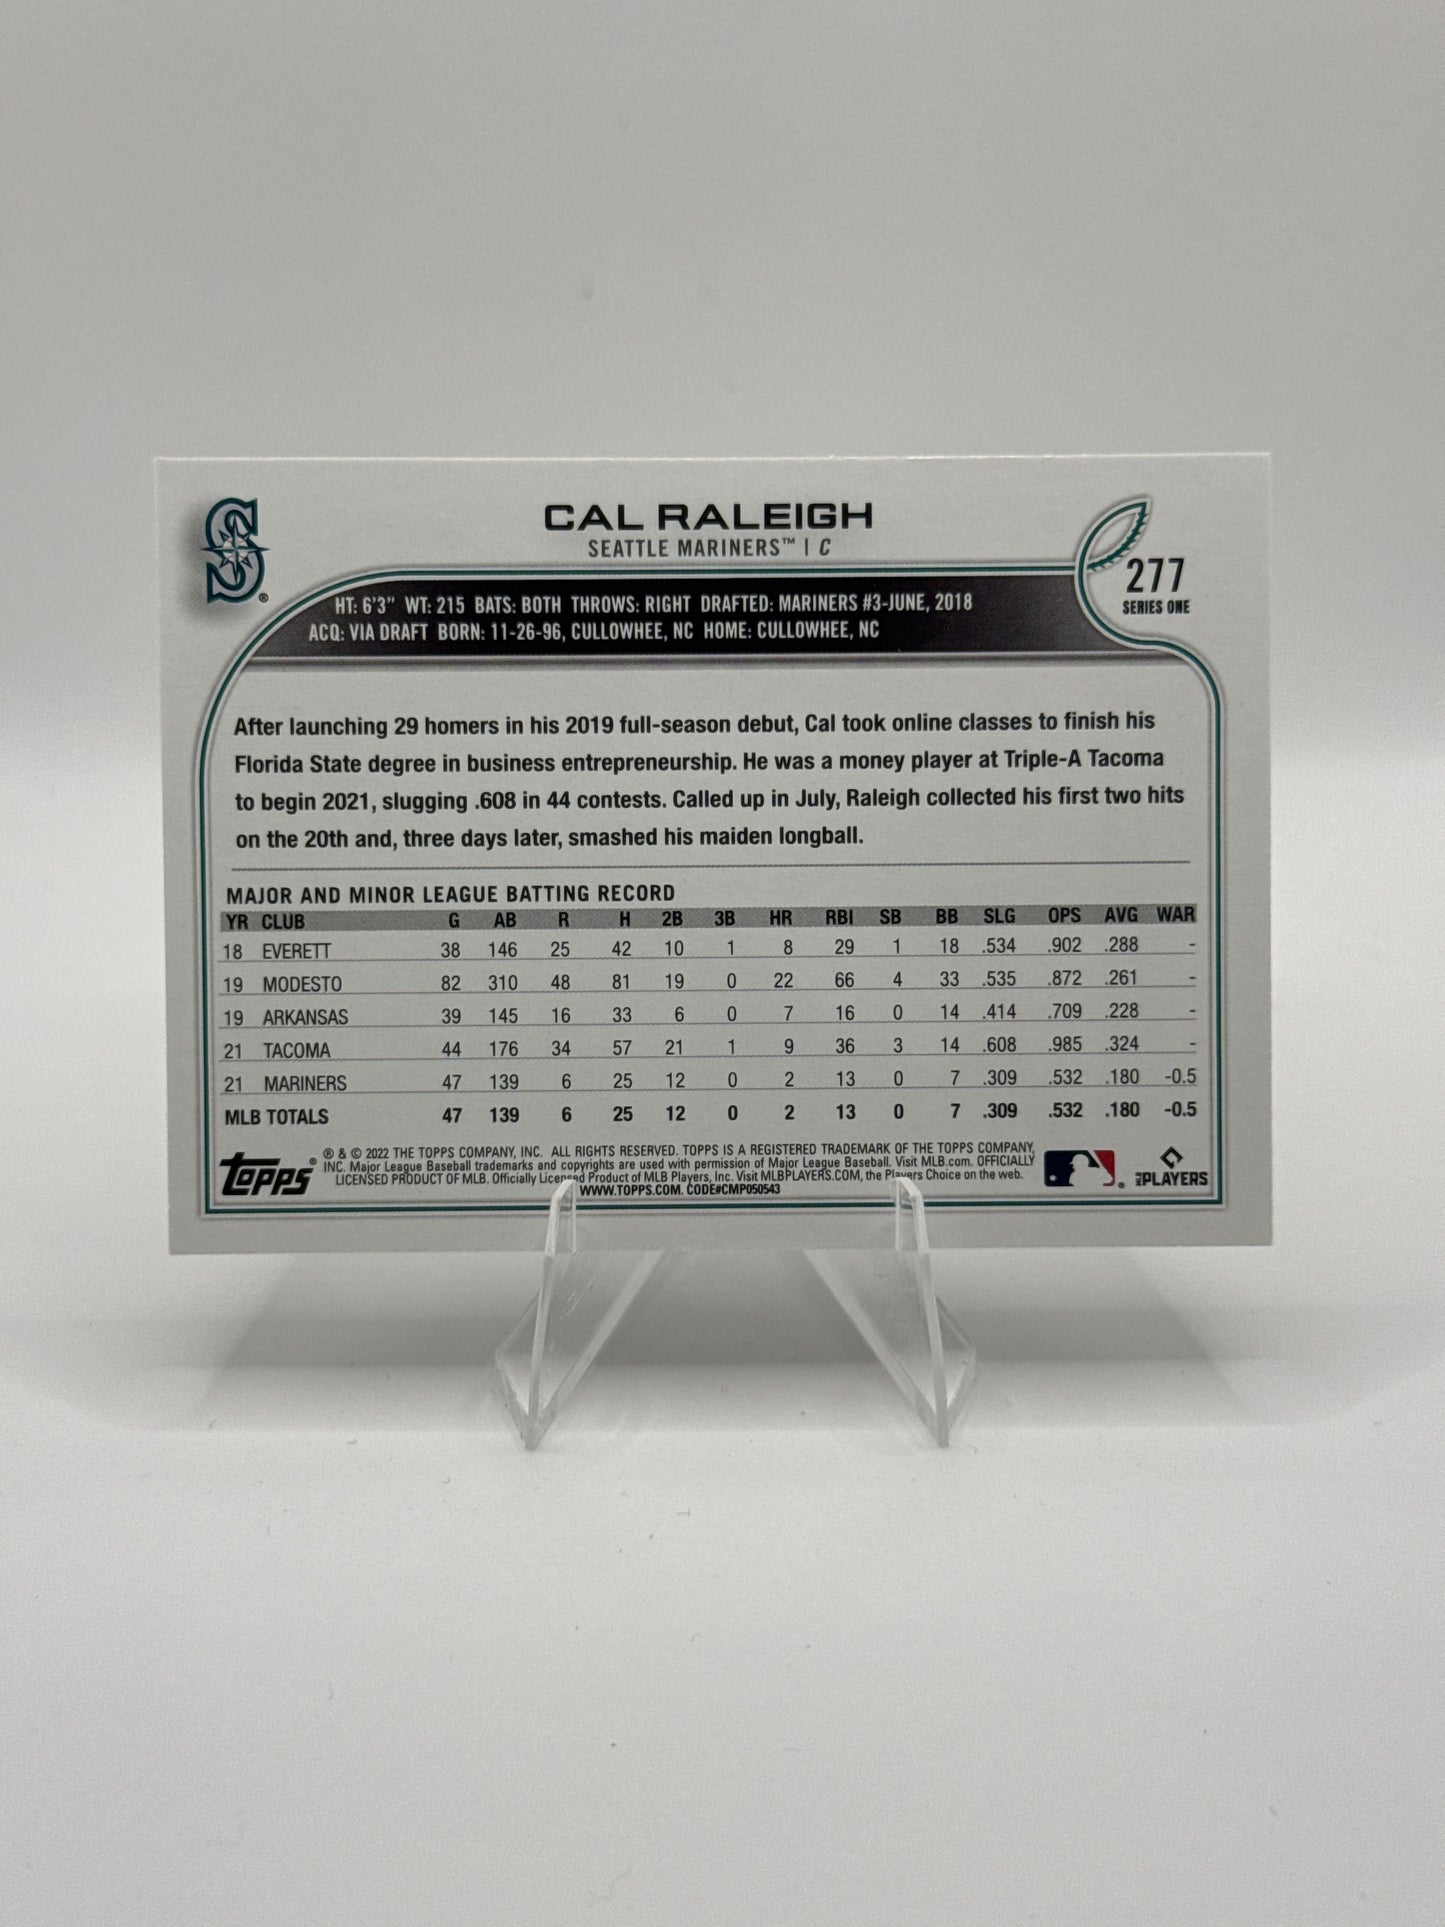 S®
CAL RALEIGH
SEATTLE MARINERS™ | C
277
SERIES ONE
HT: 6'3" WT: 215 BATS: BOTH THROWS: RIGHT DRAFTED: MARINERS #3-JUNE, 2018
ACQ: VIA DRAFT BORN: 11-26-96, CULLOWHEE, NC HOME: CULLOWHEE, NC
After launching 29 homers in his 2019 full-season debut, Cal took online classes to finish his
Florida State degree in business entrepreneurship. He was a money player at Triple-A Tacoma
to begin 2021, slugging .608 in 44 contests. Called up in July, Raleigh collected his first two hits
on the 20th and, three days later, smashed his maiden longball.
MAJOR AND MINOR LEAGUE BATTING RECORD
YR CLUB G AB R H 2B 3B HR RBI SB BB SLG OPS AVG WAR
18 EVERETT 38 146 25 42 10 1 8 29 1 18 .534 .902 .288 -
19 MODESTO 82 310 48 81 19 0 22 66 4 33 .535 .872 .261 -
19 ARKANSAS 39 145 16 33 6 0 7 16 0 14 .414 .709 .228 -
21 TACOMA 44 176 34 57 21 1 9 36 3 14 .608 .985 .324 -
21 MARINERS 47 139 6 25 12 0 2 13 0 7 .309 .532 .180 -0.5
MLB TOTALS 47 139 6 25 12 0 2 13 0 7 .309 .532 .180 -0.5
topps®
® & © 2022 THE TOPPS COMPANY, INC. ALL RIGHTS RESERVED. TOPPS IS A REGISTERED TRADEMARK OF THE TOPPS COMPANY,
INC. Major League Baseball trademarks and copyrights are used with permission of Major League Baseball. Visit MLB.com. OFFICIALLY
LICENSED PRODUCT OF MLB. Officially Licensed Product of MLB Players, Inc. Visit MLBPLAYERS.COM, the Players Choice on the web.
WWW.TOPPS.COM. CODE#CMP050543
®
MLB PLAYERS